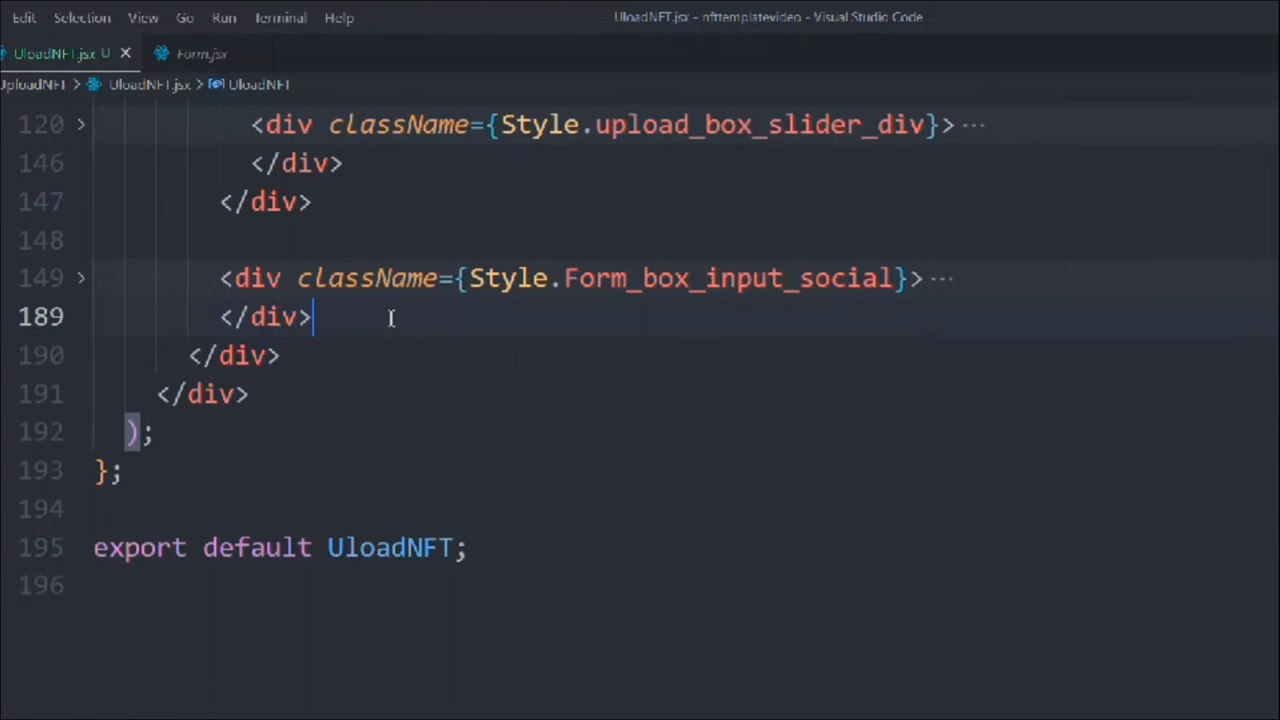 Edit Selection View Go Run Terminal Help UloadNFT.jsx - nfttemplatevideo - Visual Studio Code
UloadNFT.jsx U Form.jsx
UploadNFT > UloadNFT.jsx > UloadNFT
120 > <div className={Style.upload_box_slider_div}>···
146 </div>
147 </div>
148
149 > <div className={Style.Form_box_input_social}>···
189 </div>
190 </div>
191 </div>
192 );
193 };
194
195 export default UloadNFT;
196